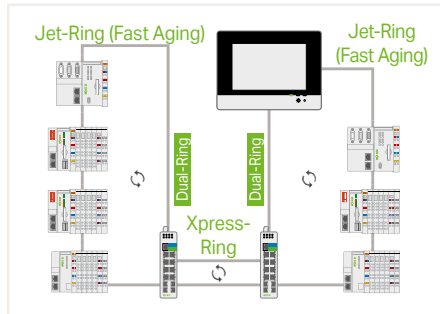 Jet-Ring (Fast Aging)
Jet-Ring
(Fast Aging)
Dual-Ring
Dual-Ring
Xpress-
Ring